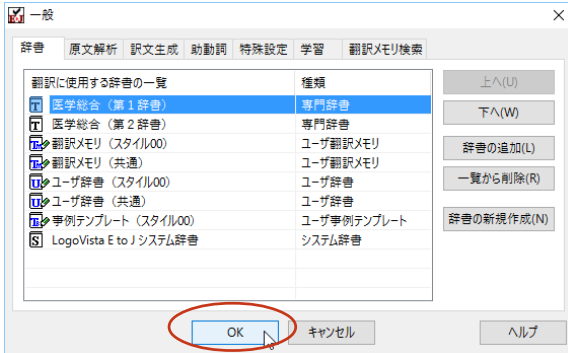 一般
辞書 原文解析 訳文生成 助動詞 特殊設定 学習 翻訳メモリ検索
翻訳に使用する辞書の一覧 種類
医学総合（第１辞書） 専門辞書
医学総合（第２辞書） 専門辞書
翻訳メモリ（スタイル00） ユーザ翻訳メモリ
翻訳メモリ（共通） ユーザ翻訳メモリ
ユーザ辞書（スタイル00） ユーザ辞書
ユーザ辞書（共通） ユーザ辞書
事例テンプレート（スタイル00） ユーザ事例テンプレート
LogoVista E to J システム辞書 システム辞書
上へ(U)
下へ(W)
辞書の追加(L)
一覧から削除(R)
辞書の新規作成(N)
OK キャンセル ヘルプ